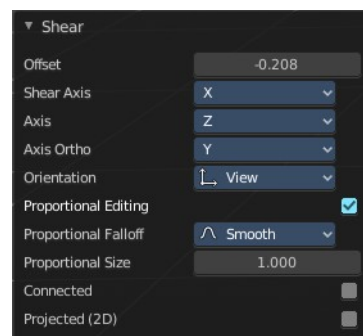 Shear
Offset -0.208
Shear Axis X
Axis Z
Axis Ortho Y
Orientation View
Proportional Editing
Proportional Falloff Smooth
Proportional Size 1.000
Connected
Projected (2D)